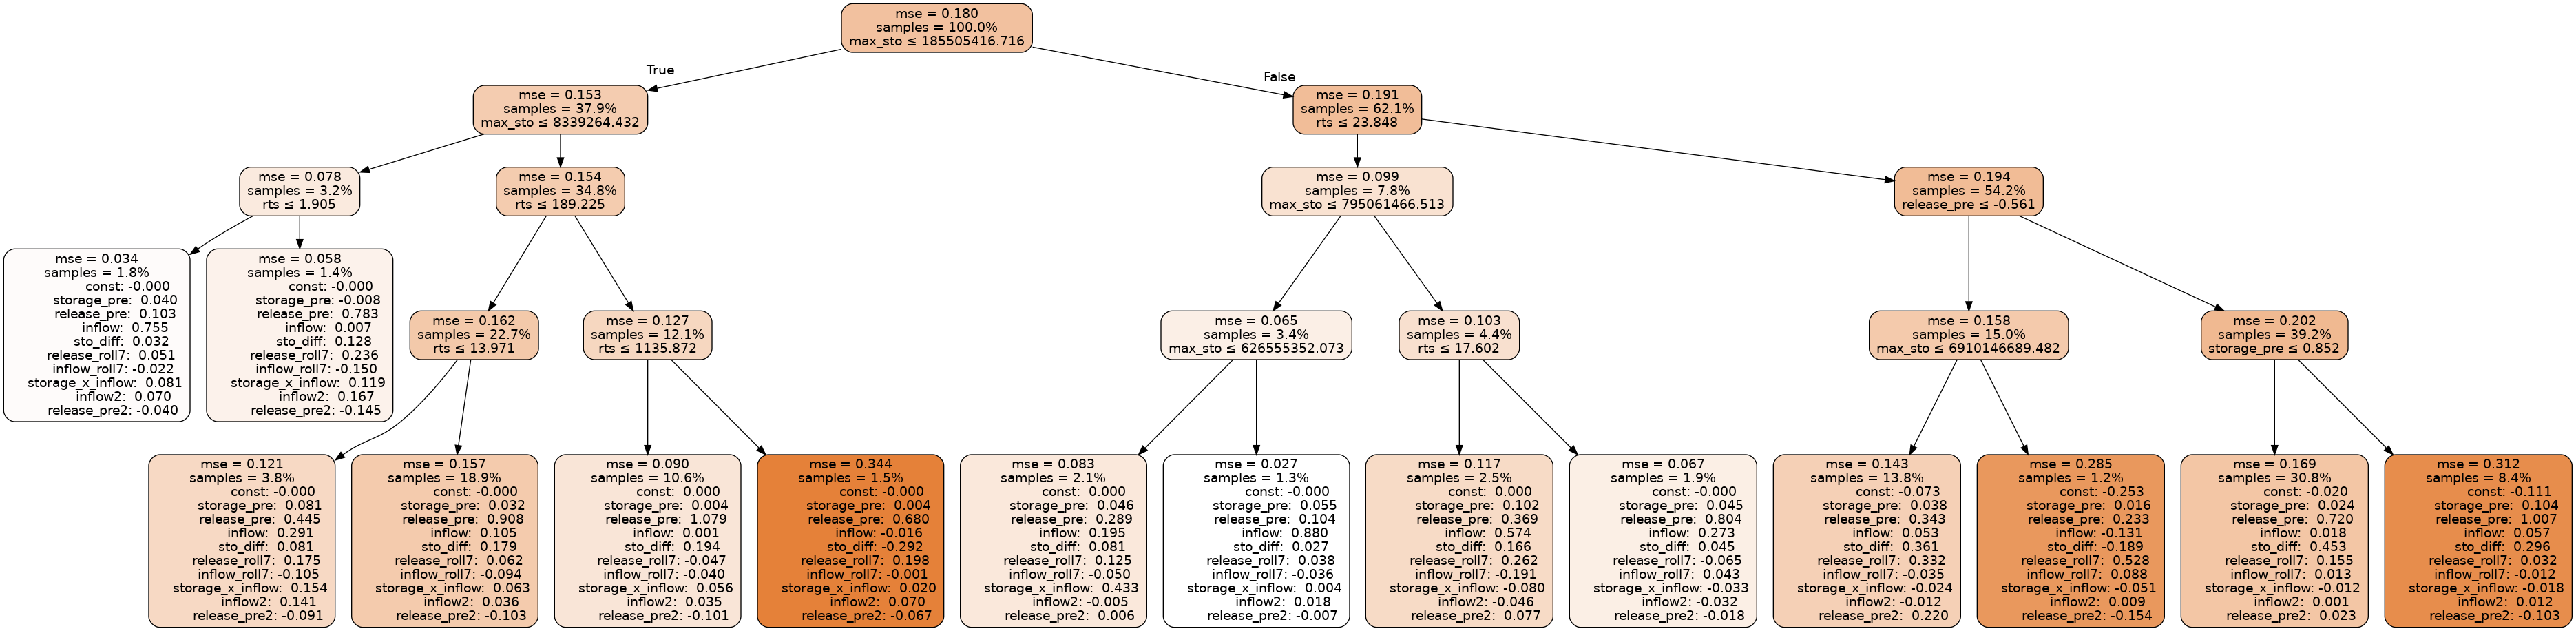 mse = 0.180
samples = 100.0%
max_sto ≤ 185505416.716
True
False
mse = 0.153
samples = 37.9%
max_sto ≤ 8339264.432
mse = 0.191
samples = 62.1%
rts ≤ 23.848
mse = 0.078
samples = 3.2%
rts ≤ 1.905
mse = 0.154
samples = 34.8%
rts ≤ 189.225
mse = 0.099
samples = 7.8%
max_sto ≤ 795061466.513
mse = 0.194
samples = 54.2%
release_pre ≤ -0.561
mse = 0.034
samples = 1.8%
const: -0.000
storage_pre: 0.040
release_pre: 0.103
inflow: 0.755
sto_diff: 0.032
release_roll7: 0.051
inflow_roll7: -0.022
storage_x_inflow: 0.081
inflow2: 0.070
release_pre2: -0.040
mse = 0.058
samples = 1.4%
const: -0.000
storage_pre: -0.008
release_pre: 0.783
inflow: 0.007
sto_diff: 0.128
release_roll7: 0.236
inflow_roll7: -0.150
storage_x_inflow: 0.119
inflow2: 0.167
release_pre2: -0.145
mse = 0.162
samples = 22.7%
rts ≤ 13.971
mse = 0.127
samples = 12.1%
rts ≤ 1135.872
mse = 0.065
samples = 3.4%
max_sto ≤ 626555352.073
mse = 0.103
samples = 4.4%
rts ≤ 17.602
mse = 0.158
samples = 15.0%
max_sto ≤ 6910146689.482
mse = 0.202
samples = 39.2%
storage_pre ≤ 0.852
mse = 0.121
samples = 3.8%
const: -0.000
storage_pre: 0.081
release_pre: 0.445
inflow: 0.291
sto_diff: 0.081
release_roll7: 0.175
inflow_roll7: -0.105
storage_x_inflow: 0.154
inflow2: 0.141
release_pre2: -0.091
mse = 0.157
samples = 18.9%
const: -0.000
storage_pre: 0.032
release_pre: 0.908
inflow: 0.105
sto_diff: 0.179
release_roll7: 0.062
inflow_roll7: -0.094
storage_x_inflow: 0.063
inflow2: 0.036
release_pre2: -0.103
mse = 0.090
samples = 10.6%
const: 0.000
storage_pre: 0.004
release_pre: 1.079
inflow: 0.001
sto_diff: 0.194
release_roll7: -0.047
inflow_roll7: -0.040
storage_x_inflow: 0.056
inflow2: 0.035
release_pre2: -0.101
mse = 0.344
samples = 1.5%
const: -0.000
storage_pre: 0.004
release_pre: 0.680
inflow: -0.016
sto_diff: -0.292
release_roll7: 0.198
inflow_roll7: -0.001
storage_x_inflow: 0.020
inflow2: 0.070
release_pre2: -0.067
mse = 0.083
samples = 2.1%
const: 0.000
storage_pre: 0.046
release_pre: 0.289
inflow: 0.195
sto_diff: 0.081
release_roll7: 0.125
inflow_roll7: -0.050
storage_x_inflow: 0.433
inflow2: -0.005
release_pre2: 0.006
mse = 0.027
samples = 1.3%
const: -0.000
storage_pre: 0.055
release_pre: 0.104
inflow: 0.880
sto_diff: 0.027
release_roll7: 0.038
inflow_roll7: -0.036
storage_x_inflow: 0.004
inflow2: 0.018
release_pre2: -0.007
mse = 0.117
samples = 2.5%
const: 0.000
storage_pre: 0.102
release_pre: 0.369
inflow: 0.574
sto_diff: 0.166
release_roll7: 0.262
inflow_roll7: -0.191
storage_x_inflow: -0.080
inflow2: -0.046
release_pre2: 0.077
mse = 0.067
samples = 1.9%
const: -0.000
storage_pre: 0.045
release_pre: 0.804
inflow: 0.273
sto_diff: 0.045
release_roll7: -0.065
inflow_roll7: 0.043
storage_x_inflow: -0.033
inflow2: -0.032
release_pre2: -0.018
mse = 0.143
samples = 13.8%
const: -0.073
storage_pre: 0.038
release_pre: 0.343
inflow: 0.053
sto_diff: 0.361
release_roll7: 0.332
inflow_roll7: -0.035
storage_x_inflow: -0.024
inflow2: -0.012
release_pre2: 0.220
mse = 0.285
samples = 1.2%
const: -0.253
storage_pre: 0.016
release_pre: 0.233
inflow: -0.131
sto_diff: -0.189
release_roll7: 0.528
inflow_roll7: 0.088
storage_x_inflow: -0.051
inflow2: 0.009
release_pre2: -0.154
mse = 0.169
samples = 30.8%
const: -0.020
storage_pre: 0.024
release_pre: 0.720
inflow: 0.018
sto_diff: 0.453
release_roll7: 0.155
inflow_roll7: 0.013
storage_x_inflow: -0.012
inflow2: 0.001
release_pre2: 0.023
mse = 0.312
samples = 8.4%
const: -0.111
storage_pre: 0.104
release_pre: 1.007
inflow: 0.057
sto_diff: 0.296
release_roll7: 0.032
inflow_roll7: -0.012
storage_x_inflow: -0.018
inflow2: 0.012
release_pre2: -0.103